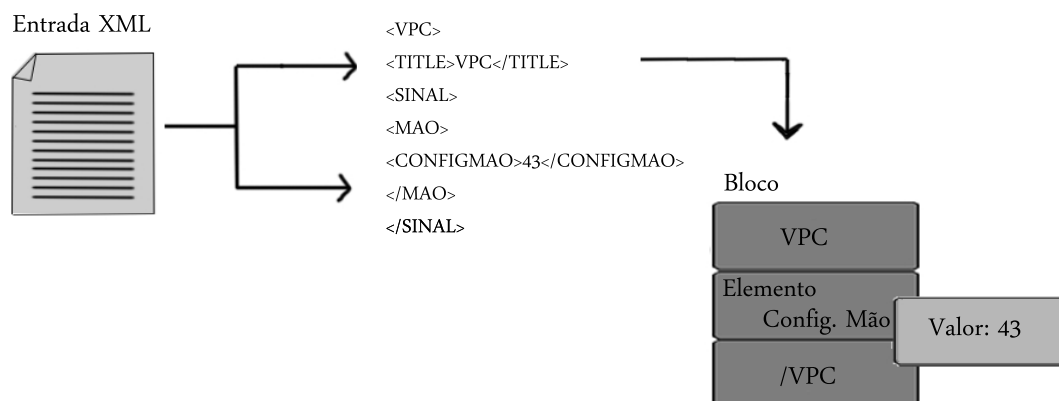 Entrada XML
<VPC>
<TITLE>VPC</TITLE>
<SINAL>
<MAO>
<CONFIGMAO>43</CONFIGMAO>
</MAO>
</SINAL>
Bloco
VPC
Elemento
Config. Mão
Valor: 43
/VPC